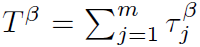 T^β = ∑_{j=1}^{m} τ_j^β